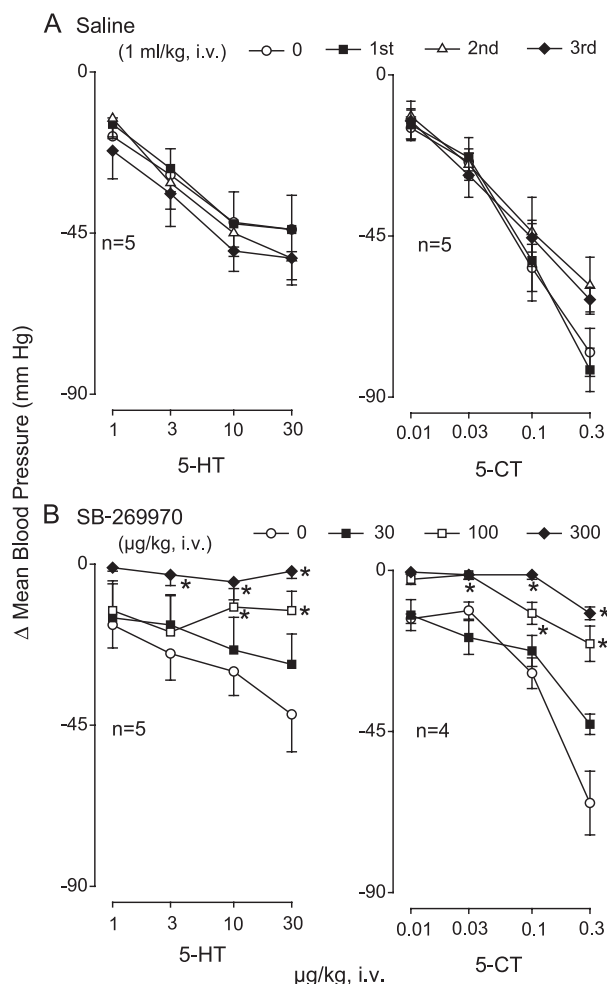 A Saline
(1 ml/kg, i.v.) 0 1st 2nd 3rd
0 0
-45 -45
n=5 n=5
-90 -90
1 3 10 30 0.01 0.03 0.1 0.3
5-HT 5-CT
Δ Mean Blood Pressure (mm Hg)
B SB-269970
(µg/kg, i.v.) 0 30 100 300
0 0
* * * * * * * * *
-45 -45
n=5 n=4
-90 -90
1 3 10 30 0.01 0.03 0.1 0.3
5-HT 5-CT
µg/kg, i.v.